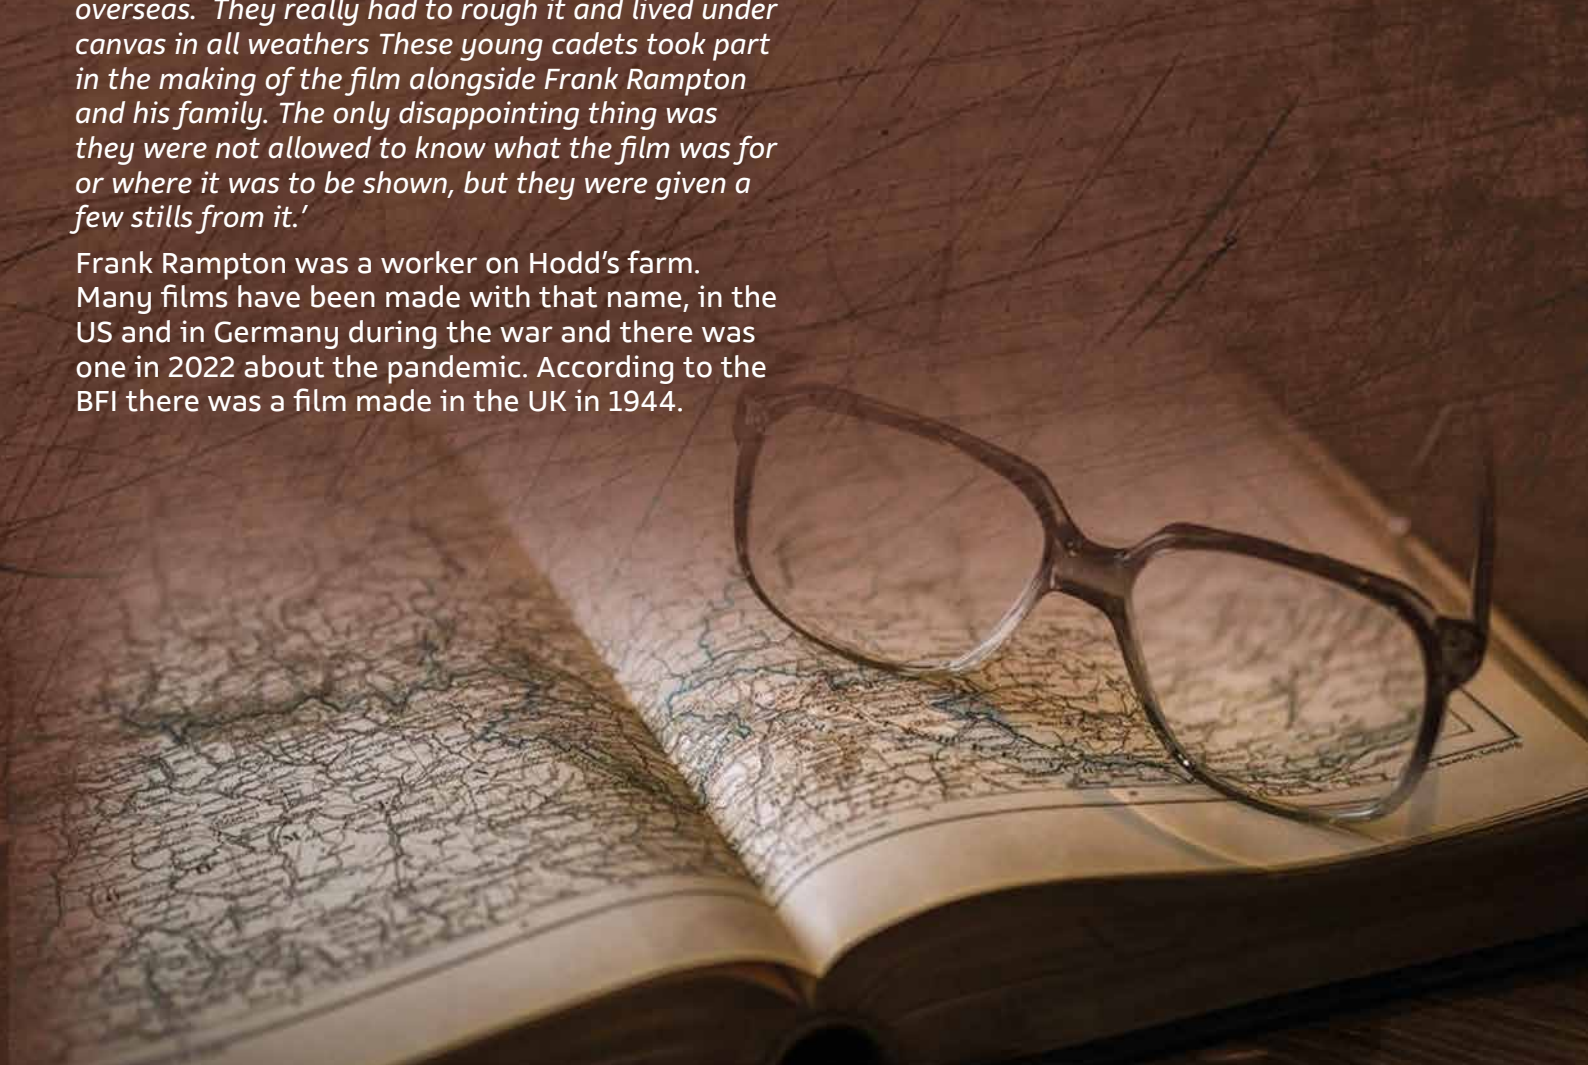 overseas.  They really had to rough it and lived under
canvas in all weathers These young cadets took part
in the making of the film alongside Frank Rampton
and his family. The only disappointing thing was
they were not allowed to know what the film was for
or where it was to be shown, but they were given a
few stills from it.’
Frank Rampton was a worker on Hodd’s farm.
Many films have been made with that name, in the
US and in Germany during the war and there was
one in 2022 about the pandemic. According to the
BFI there was a film made in the UK in 1944.